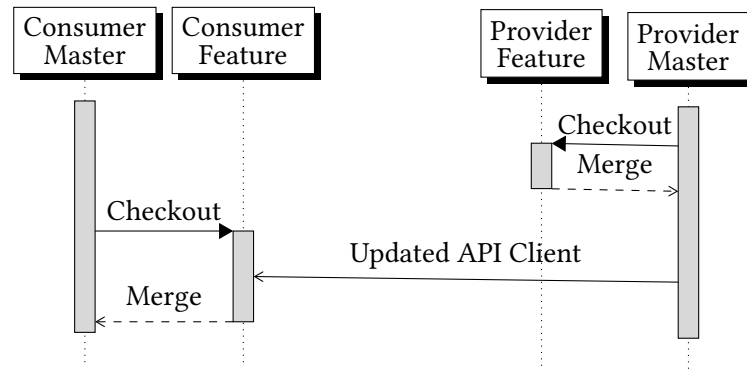 Consumer
Master
Consumer
Feature
Provider
Feature
Provider
Master
Checkout
Merge
Checkout
Updated API Client
Merge